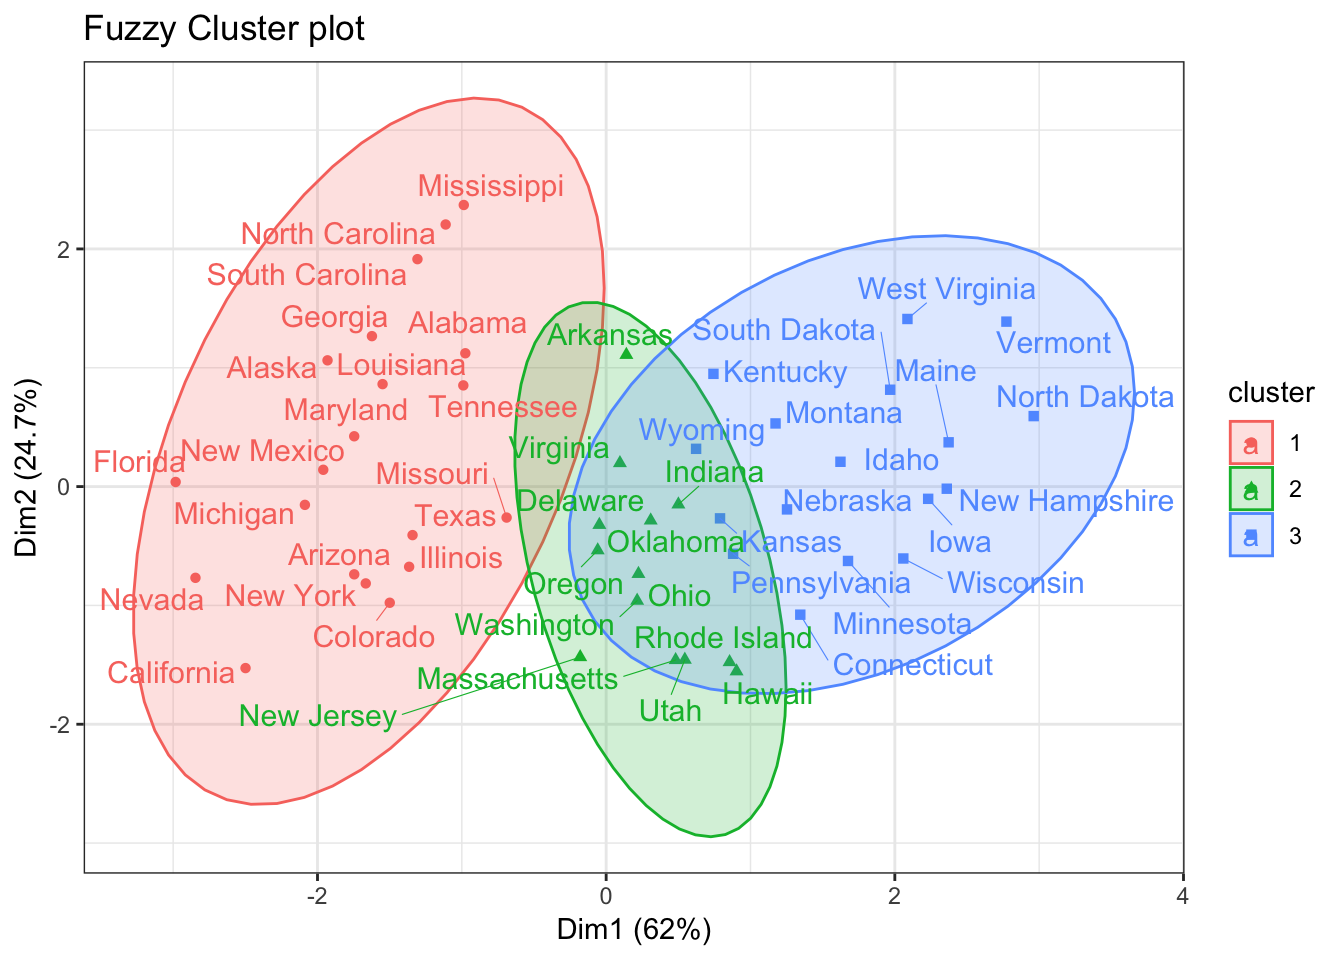 Fuzzy Cluster plot
Mississippi
North Carolina
South Carolina
Georgia
Alabama
Alaska
Louisiana
Maryland
Tennessee
New Mexico
Florida
Missouri
Michigan
Texas
Arizona
Illinois
Nevada
New York
Colorado
California
Arkansas
Virginia
Indiana
Delaware
Oklahoma
Oregon
Ohio
Washington
Rhode Island
Massachusetts
Hawaii
New Jersey
Utah
West Virginia
South Dakota
Vermont
Kentucky
Maine
North Dakota
Montana
Wyoming
Idaho
Nebraska
New Hampshire
Kansas
Iowa
Pennsylvania
Wisconsin
Minnesota
Connecticut
2
0
-2
Dim2 (24.7%)
-2
0
2
4
Dim1 (62%)
cluster
a 1
a 2
a 3